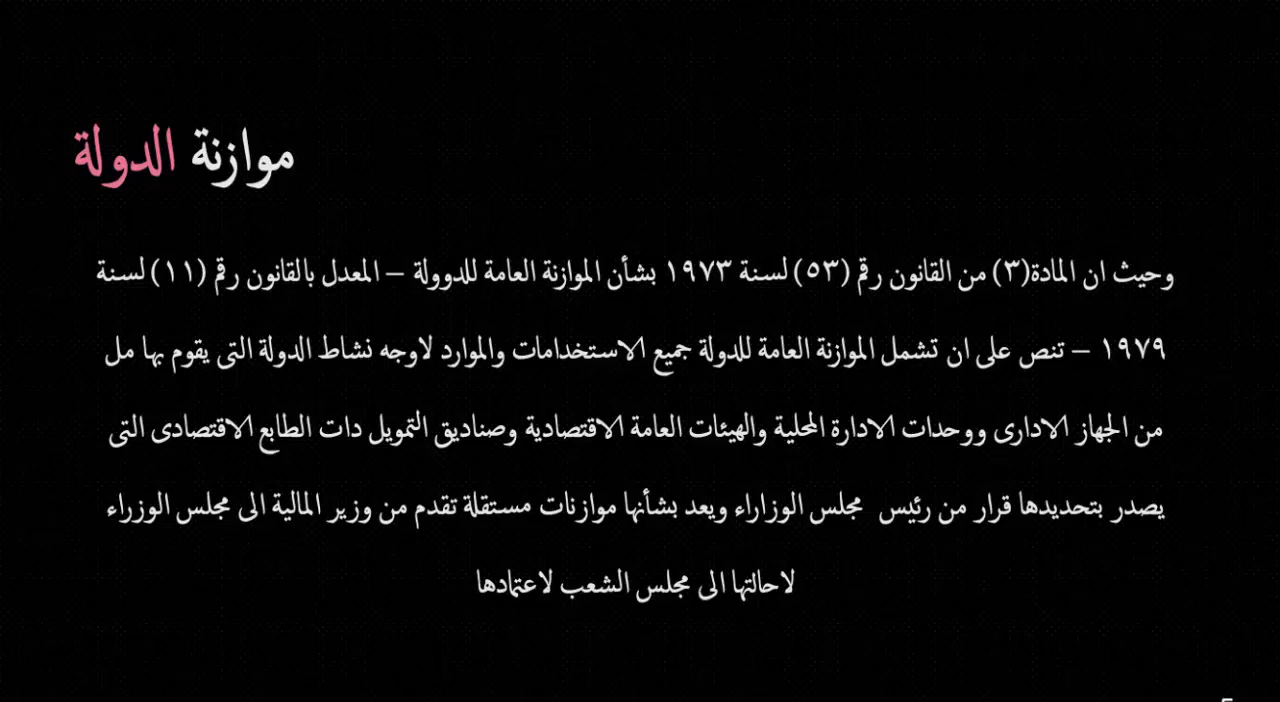 موازنة الدولة
وحيث ان المادة(٣) من القانون رقم (٥٣) لسنة ١٩٧٣ بشأن الموازنة العامة للدوولة – المعدل بالقانون رقم (١١) لسنة
١٩٧٩ – تنص على ان تشمل الموازنة العامة للدولة جميع الاستخدامات والموارد لاوجه نشاط الدولة التى يقوم بها مل
من الجهاز الادارى ووحدات الادارة المحلية والهيئات العامة الاقتصادية وصناديق التمويل دات الطابع الاقتصادى التى
يصدر بتحديدها قرار من رئيس مجلس الوزاراء ويعد بشأنها موازنات مستقلة تقدم من وزير المالية الى مجلس الوزراء
لاحالتها الى مجلس الشعب لاعتمادها